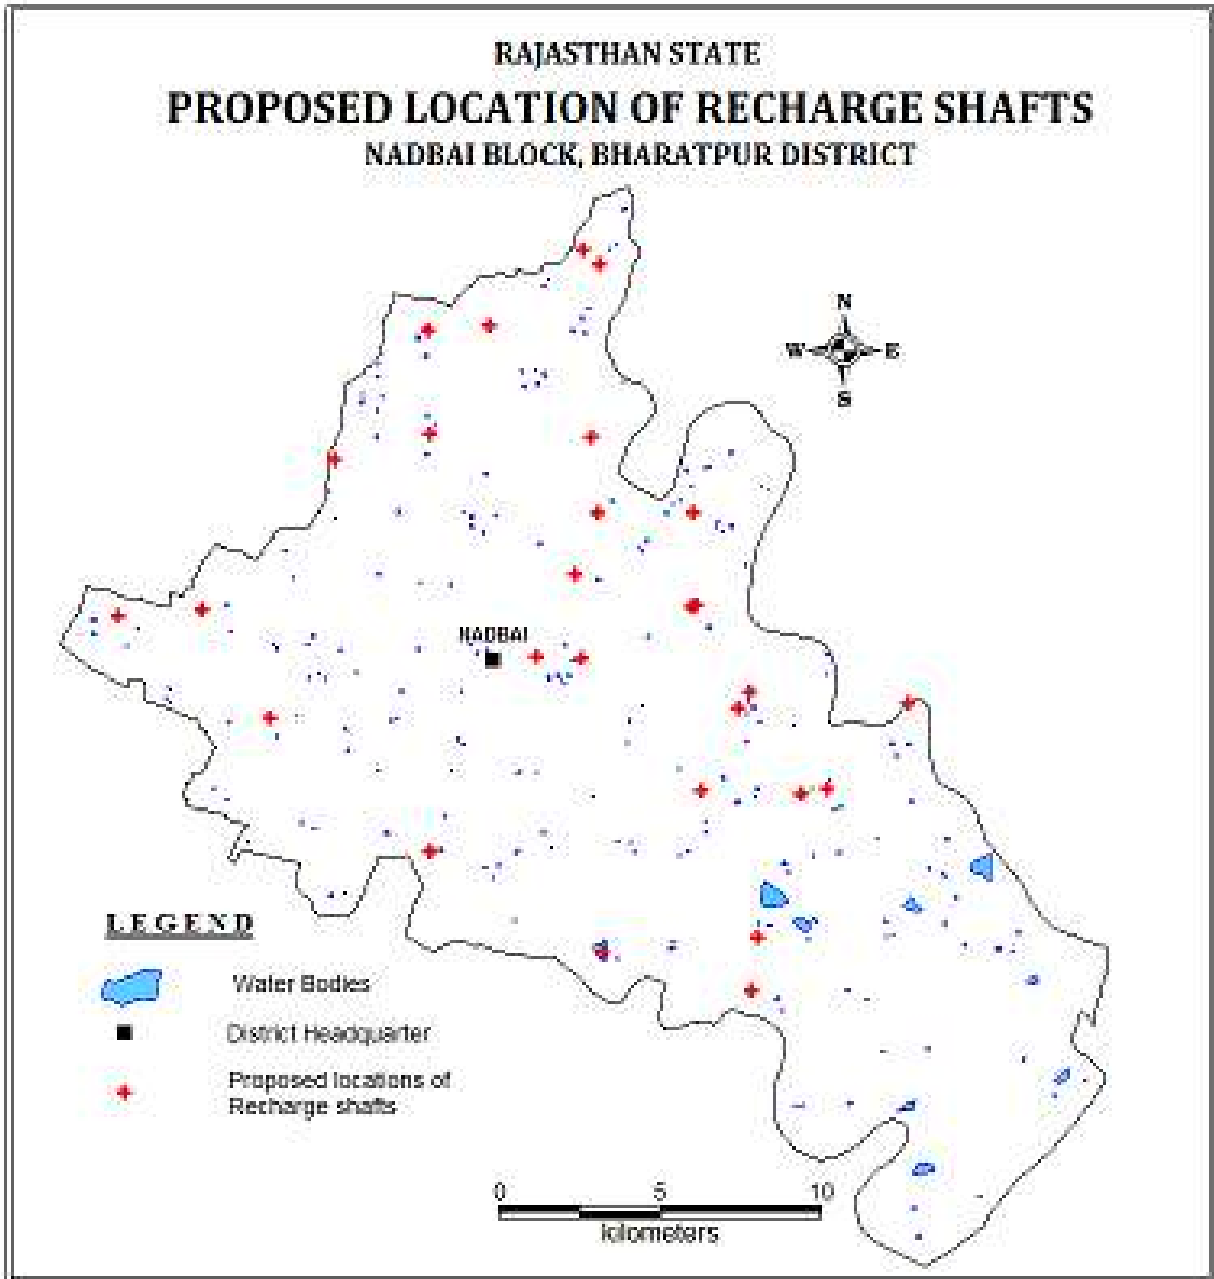 RAJASTHAN STATE
PROPOSED LOCATION OF RECHARGE SHAFTS
NADBAI BLOCK, BHARATPUR DISTRICT
N
W E
S
NADBAI
LEGEND
Water Bodies
District Headquarter
Proposed locations of
Recharge shafts
0 5 10
kilometers